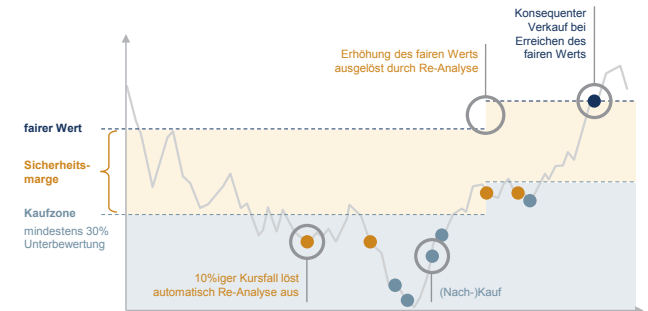 Konsequenter
Verkauf bei
Erreichen des
fairen Werts
Erhöhung des fairen Werts
ausgelöst durch Re-Analyse
fairer Wert
Sicherheits-
marge
Kaufzone
mindestens 30%
Unterbewertung
10%iger Kursfall löst
automatisch Re-Analyse aus
(Nach-)Kauf